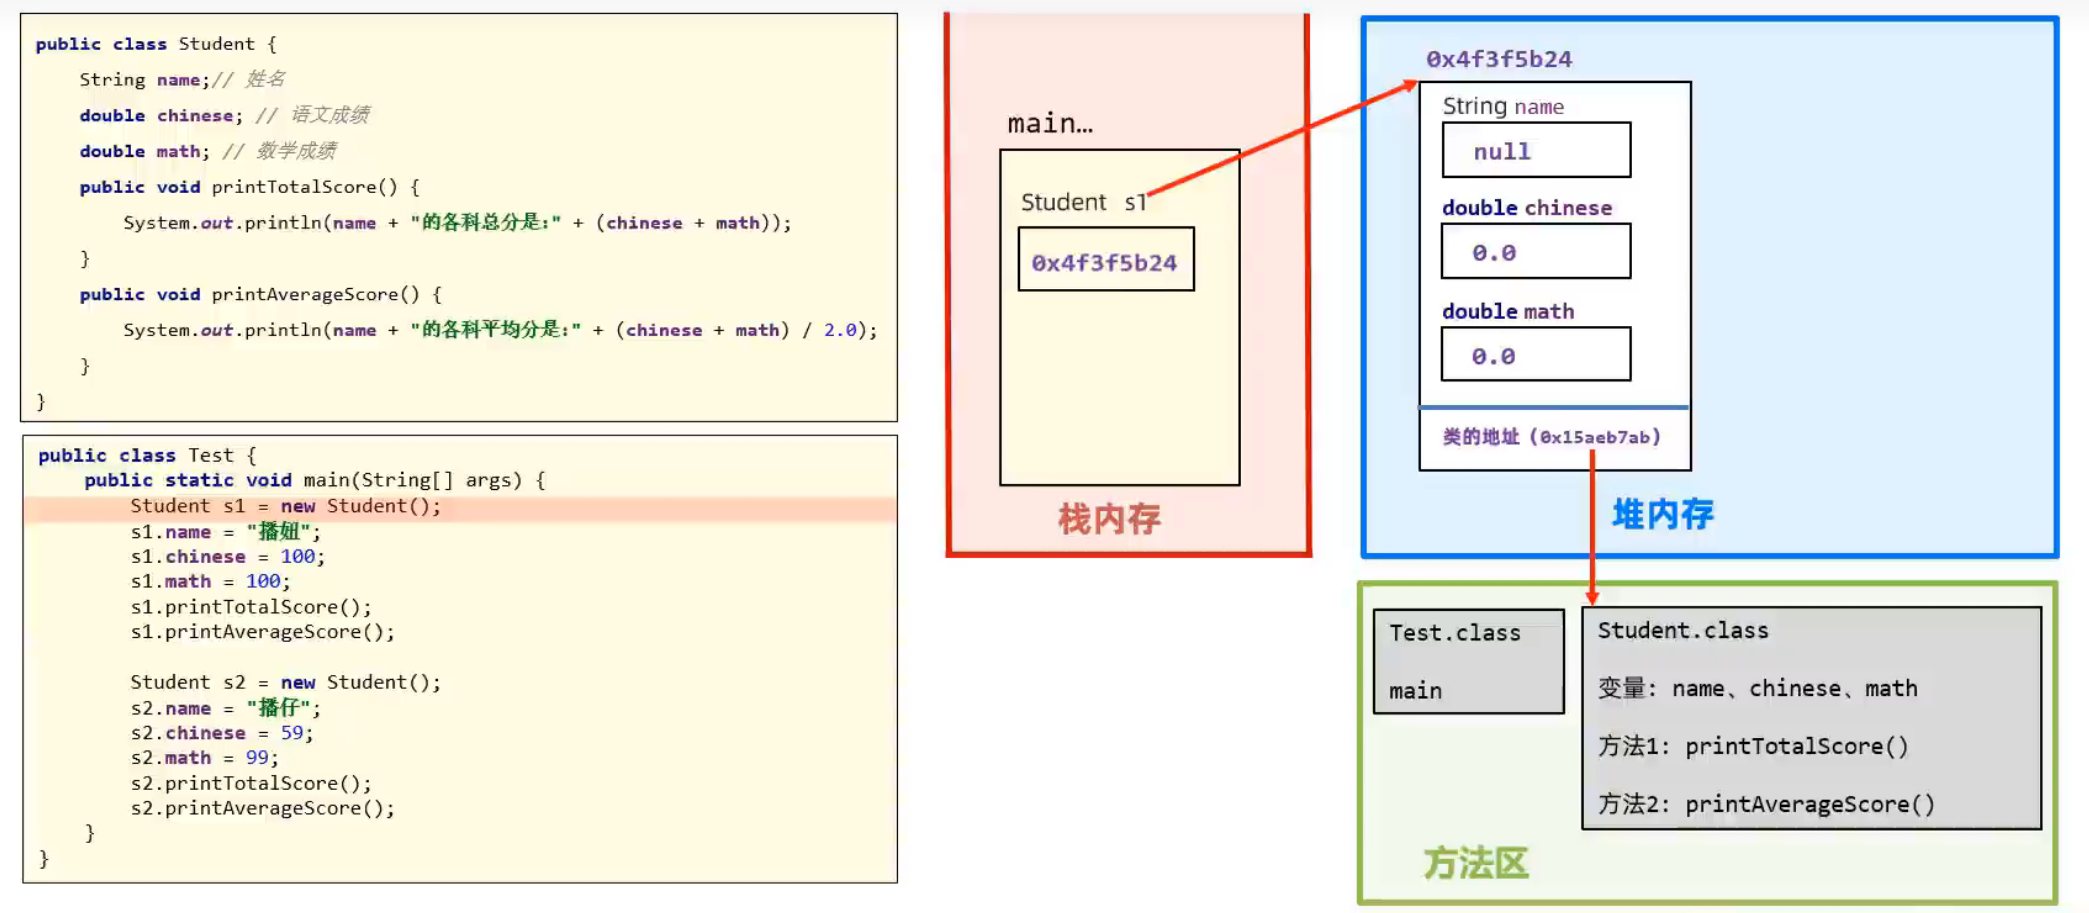 public class Student {
String name;// 姓名
double chinese; // 语文成绩
double math; // 数学成绩
public void printTotalScore() {
System.out.println(name + "的各科总分是:" + (chinese + math));
}
public void printAverageScore() {
System.out.println(name + "的各科平均分是:" + (chinese + math) / 2.0);
}
}
public class Test {
public static void main(String[] args) {
Student s1 = new Student();
s1.name = "播妞";
s1.chinese = 100;
s1.math = 100;
s1.printTotalScore();
s1.printAverageScore();
Student s2 = new Student();
s2.name = "播仔";
s2.chinese = 59;
s2.math = 99;
s2.printTotalScore();
s2.printAverageScore();
}
}
main…
Student s1
0x4f3f5b24
栈内存
0x4f3f5b24
String name
null
double chinese
0.0
double math
0.0
类的地址（0x15aeb7ab）
堆内存
Test.class
main
Student.class
变量: name、chinese、math
方法1: printTotalScore()
方法2: printAverageScore()
方法区